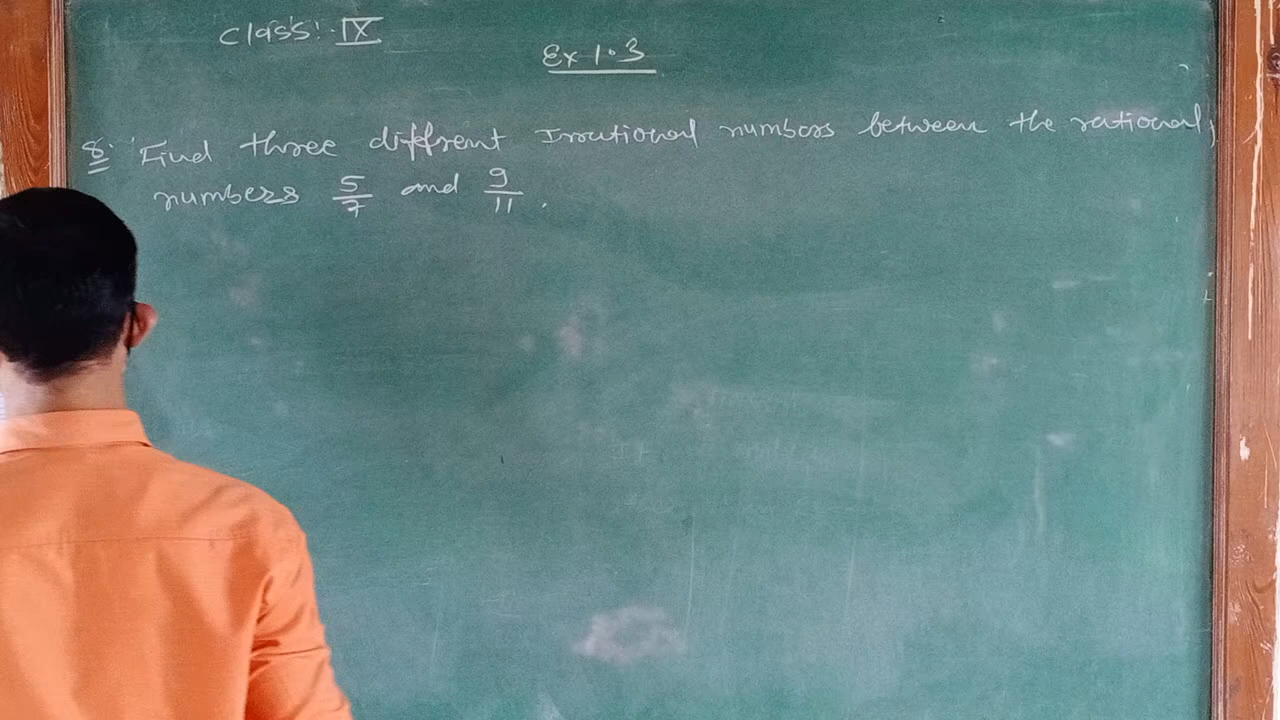 Class: IX
Ex 1.3
8. Find three different Irrational numbers between the rational,
numbers 5/7 and 9/11.